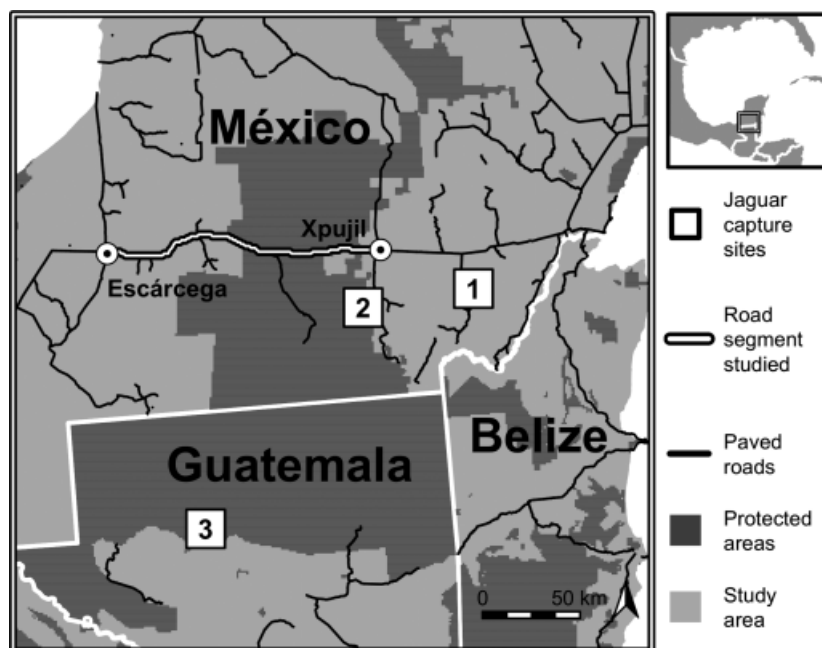 México
Xpujil
Escárcega
1
2
Guatemala
Belize
3
0 50 km
Jaguar
capture
sites
Road
segment
studied
Paved
roads
Protected
areas
Study
area